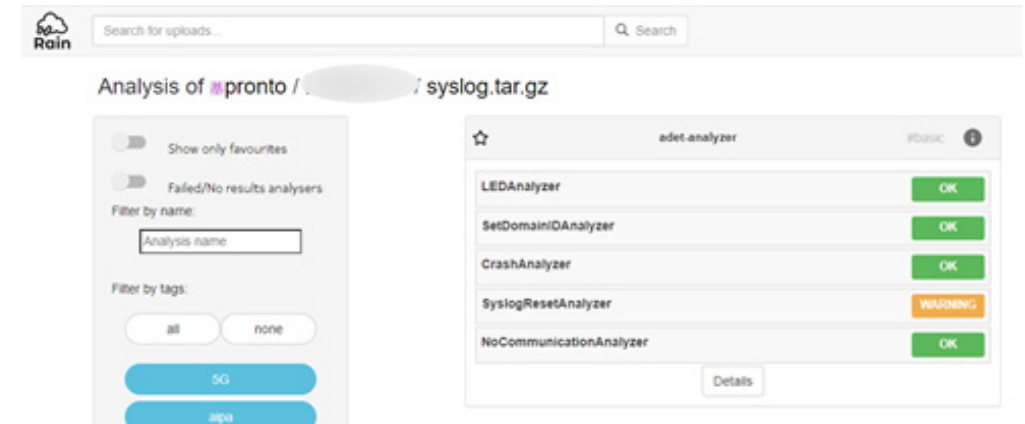 Rain
Search for uploads...
Search
Analysis of pronto / / syslog.tar.gz
Show only favourites
Failed/No results analysers
Filter by name:
Analysis name
Filter by tags:
all
none
5G
aipa
adet-analyzer
#basic
LEDAnalyzer
OK
SetDomainIDAnalyzer
OK
CrashAnalyzer
OK
SyslogResetAnalyzer
WARNING
NoCommunicationAnalyzer
OK
Details